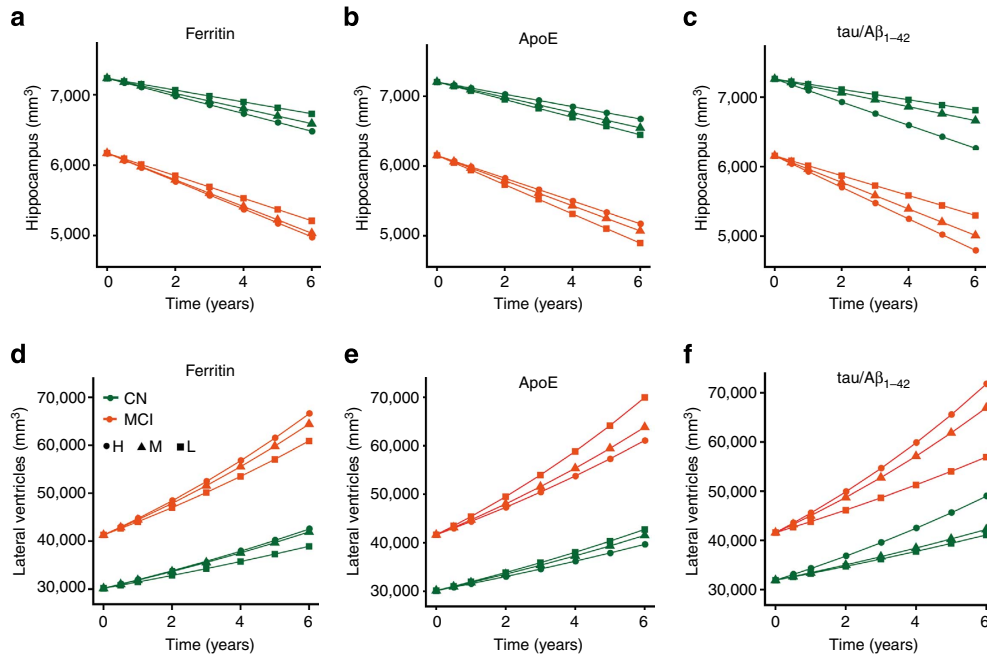 a
Ferritin
Hippocampus (mm³)
7,000
6,000
5,000
0 2 4 6
Time (years)
b
ApoE
Hippocampus (mm³)
7,000
6,000
5,000
0 2 4 6
Time (years)
c
tau/Aβ₁₋₄₂
Hippocampus (mm³)
7,000
6,000
5,000
0 2 4 6
Time (years)
d
Ferritin
Lateral ventricles (mm³)
70,000
60,000
50,000
40,000
30,000
CN
MCI
H M L
0 2 4 6
Time (years)
e
ApoE
Lateral ventricles (mm³)
70,000
60,000
50,000
40,000
30,000
0 2 4 6
Time (years)
f
tau/Aβ₁₋₄₂
Lateral ventricles (mm³)
70,000
60,000
50,000
40,000
30,000
0 2 4 6
Time (years)